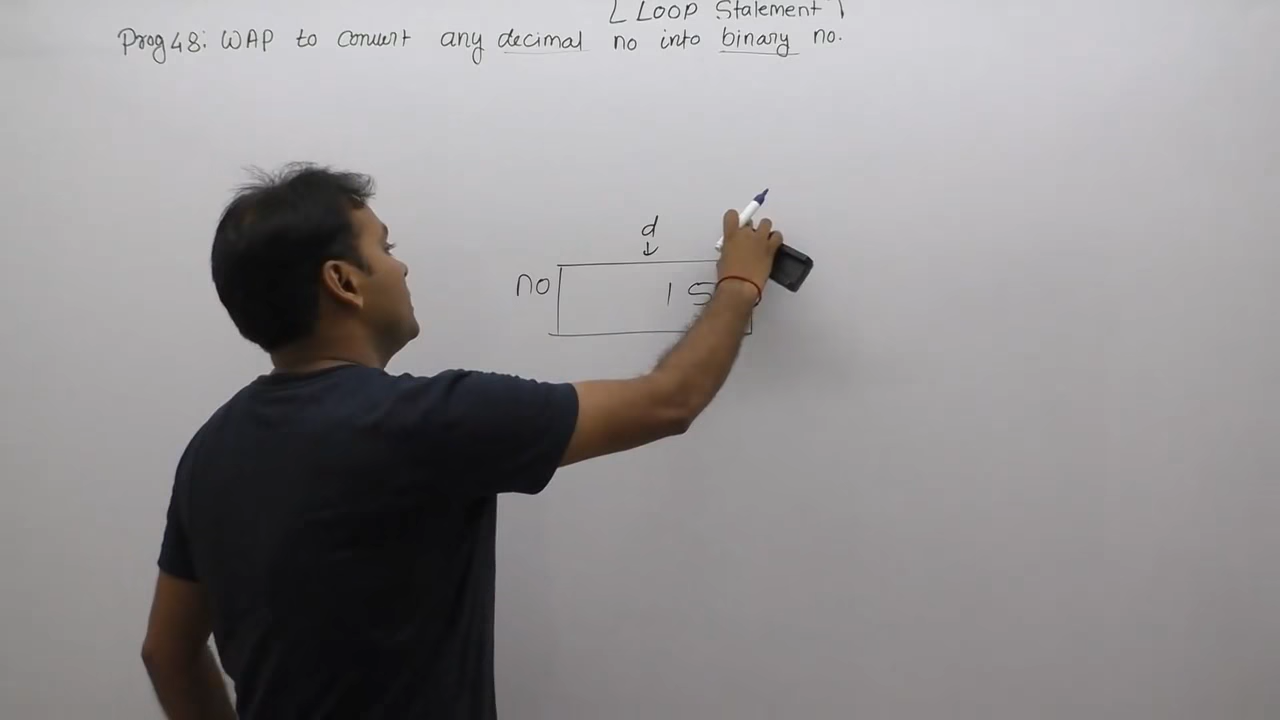 [ LOOP Statement ]
Prog 48: WAP to convert any decimal no into binary no.
d
↓
no 15